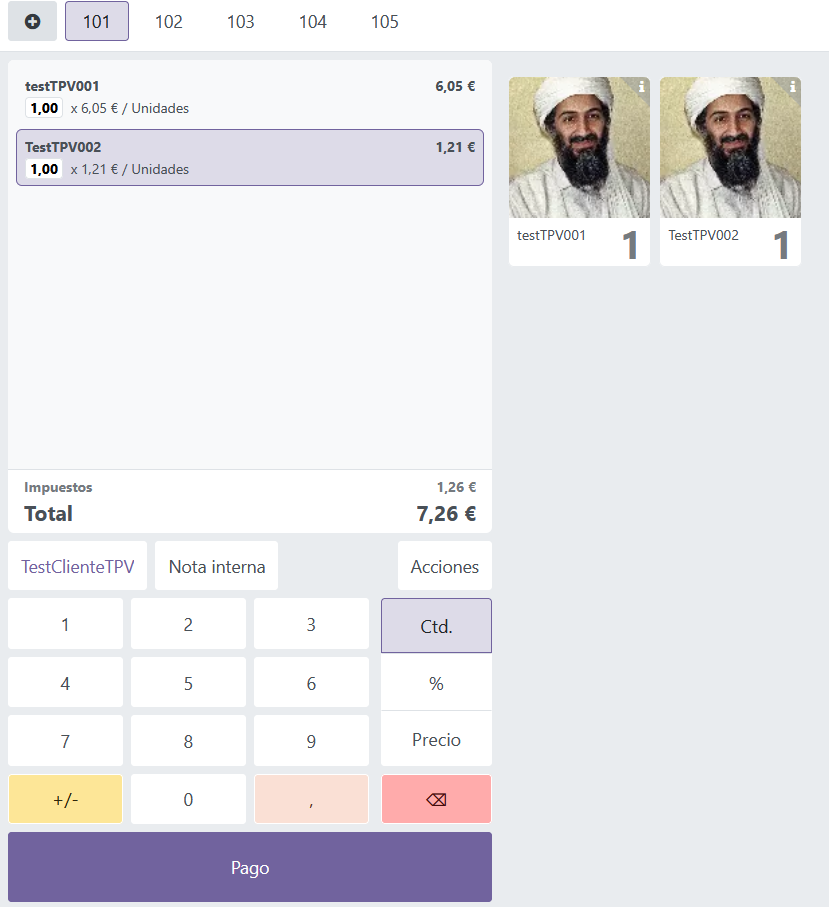 101 102 103 104 105
testTPV001 6,05 €
1,00 x 6,05 € / Unidades
TestTPV002 1,21 €
1,00 x 1,21 € / Unidades
Impuestos 1,26 €
Total 7,26 €
TestClienteTPV Nota interna Acciones
1 2 3 Ctd.
4 5 6 %
7 8 9 Precio
+/- 0 , ⌫
Pago
i i
testTPV001 1 TestTPV002 1